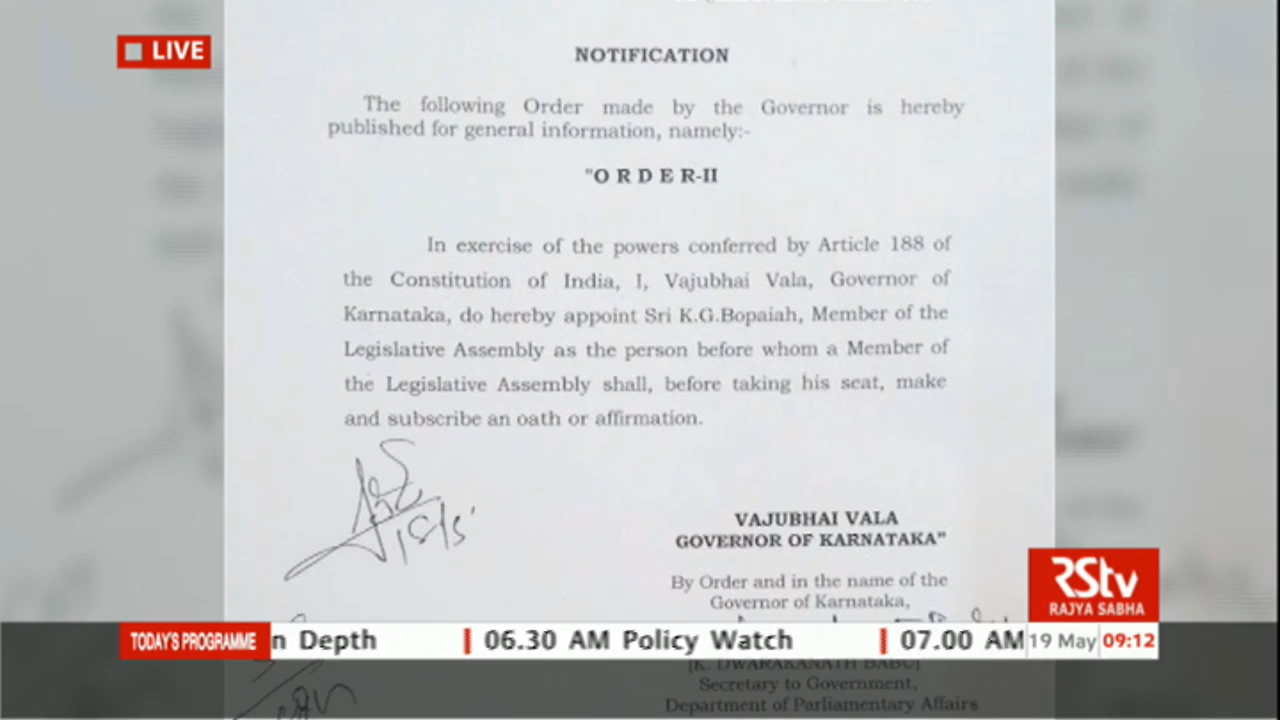 LIVE
NOTIFICATION
The following Order made by the Governor is hereby
published for general information, namely:-
"O R D E R-II
In exercise of the powers conferred by Article 188 of
the Constitution of India, I, Vajubhai Vala, Governor of
Karnataka, do hereby appoint Sri K.G.Bopaiah, Member of the
Legislative Assembly as the person before whom a Member of
the Legislative Assembly shall, before taking his seat, make
and subscribe an oath or affirmation.
VAJUBHAI VALA
GOVERNOR OF KARNATAKA"
By Order and in the name of the
Governor of Karnataka,
RSTV
RAJYA SABHA
TODAY'S PROGRAMME n Depth | 06.30 AM Policy Watch | 07.00 AM 19 May 09:12
[K. DWARAKANATH BABU]
Secretary to Government,
Department of Parliamentary Affairs